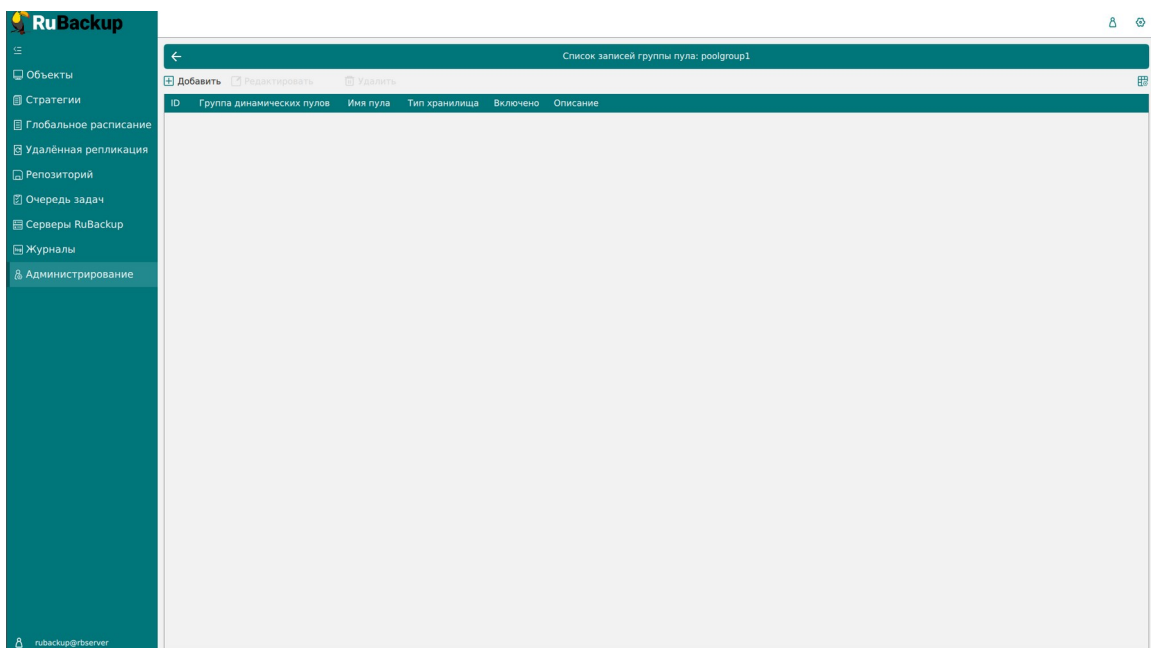 RuBackup
Список записей группы пула: poolgroup1
Объекты
Добавить Редактировать Удалить
Стратегии
ID Группа динамических пулов Имя пула Тип хранилища Включено Описание
Глобальное расписание
Удалённая репликация
Репозиторий
Очередь задач
Серверы RuBackup
Журналы
Администрирование
rubackup@rbserver